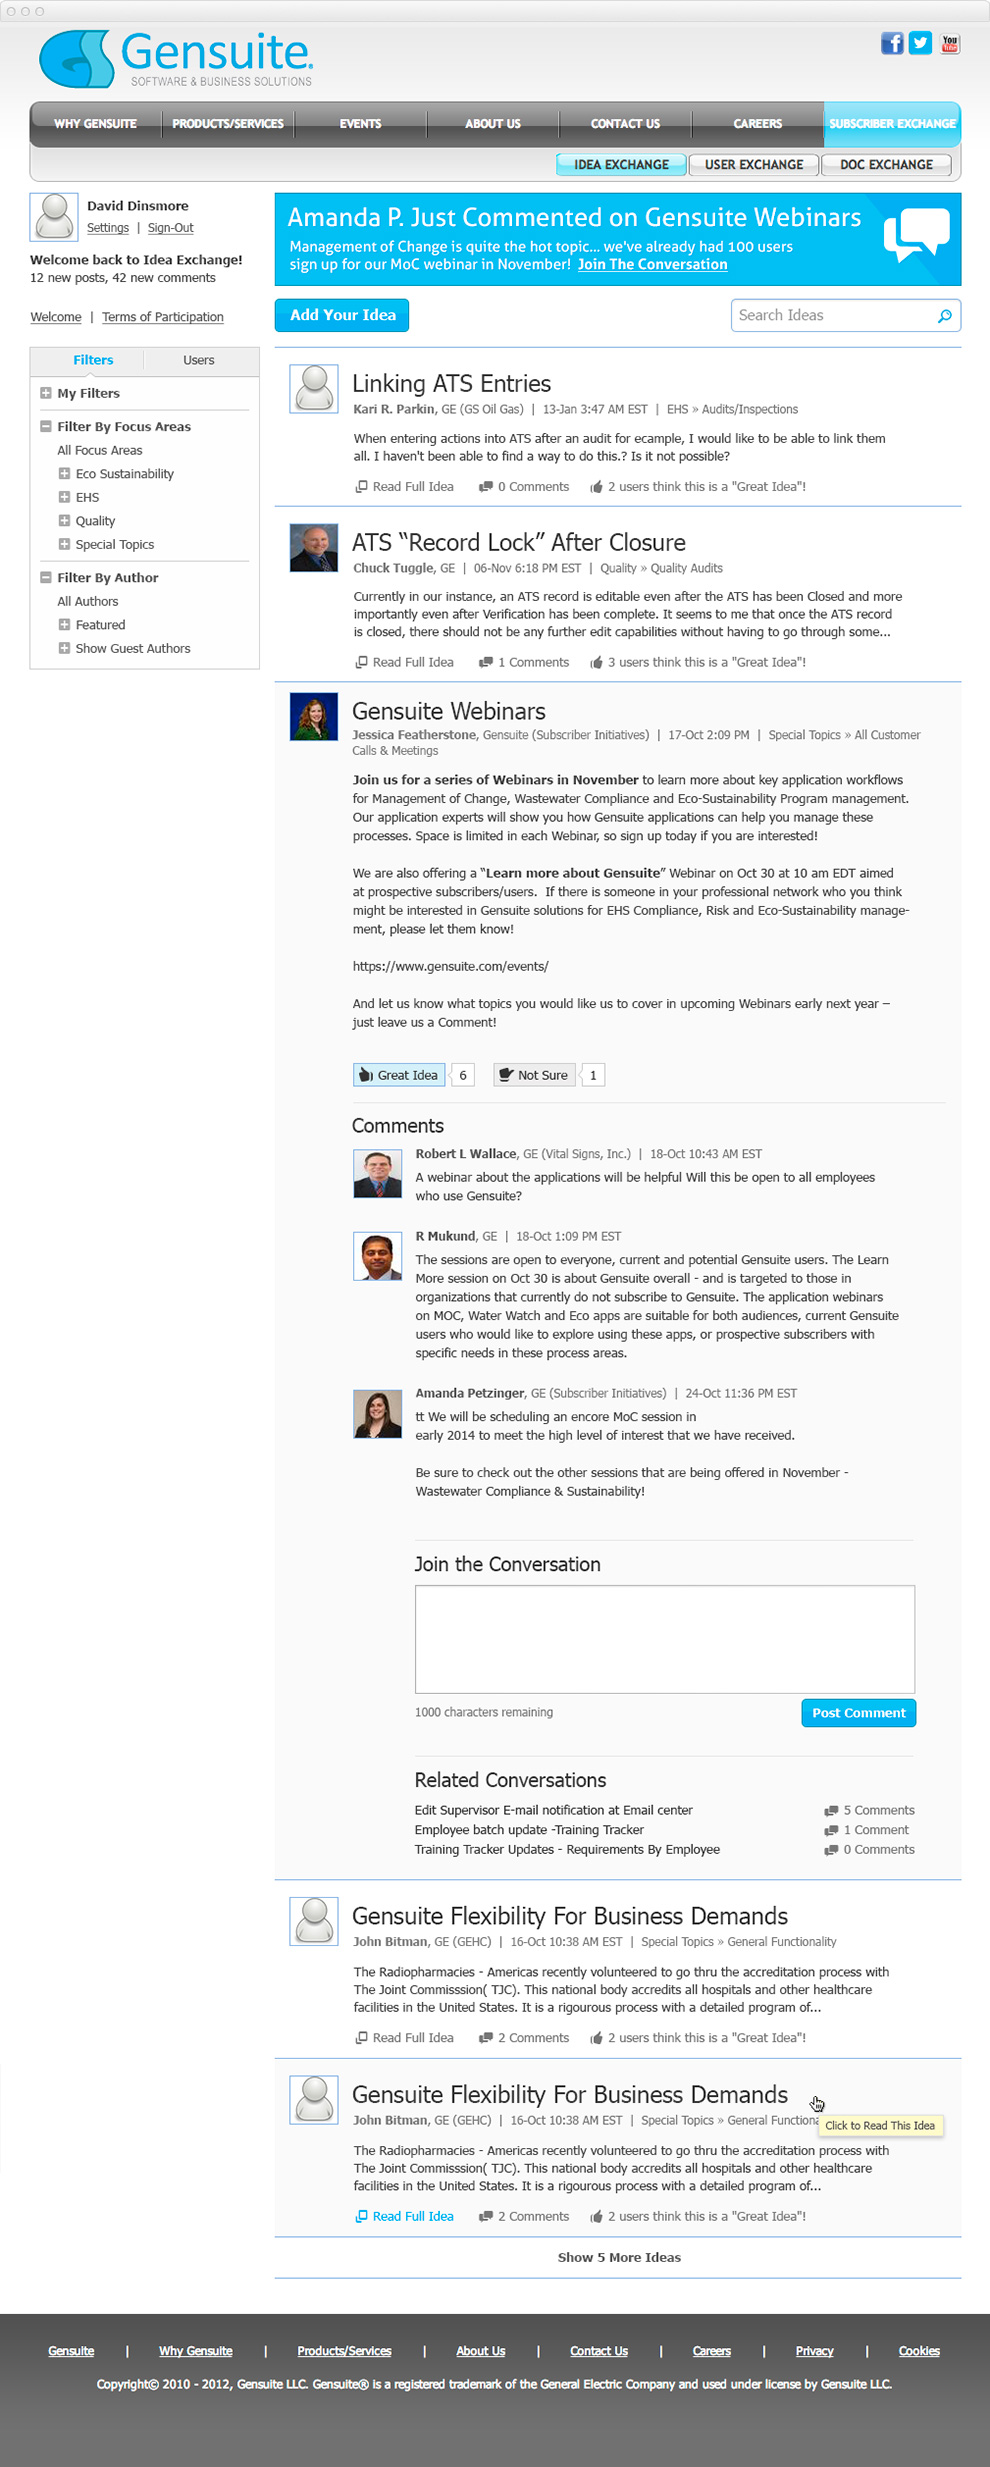 Gensuite.
SOFTWARE & BUSINESS SOLUTIONS
You
Tube
WHY GENSUITE
PRODUCTS/SERVICES
EVENTS
ABOUT US
CONTACT US
CAREERS
SUBSCRIBER EXCHANGE
IDEA EXCHANGE
USER EXCHANGE
DOC EXCHANGE
David Dinsmore
Settings | Sign-Out
Welcome back to Idea Exchange!
12 new posts, 42 new comments
Welcome | Terms of Participation
Filters
Users
My Filters
Filter By Focus Areas
All Focus Areas
Eco Sustainability
EHS
Quality
Special Topics
Filter By Author
All Authors
Featured
Show Guest Authors
Amanda P. Just Commented on Gensuite Webinars
Management of Change is quite the hot topic... we've already had 100 users
sign up for our MoC webinar in November! Join The Conversation
Add Your Idea
Search Ideas
Linking ATS Entries
Kari R. Parkin, GE (GS Oil Gas) | 13-Jan 3:47 AM EST | EHS » Audits/Inspections
When entering actions into ATS after an audit for ecample, I would like to be able to link them
all. I haven't been able to find a way to do this.? Is it not possible?
Read Full Idea 0 Comments 2 users think this is a "Great Idea"!
ATS “Record Lock” After Closure
Chuck Tuggle, GE | 06-Nov 6:18 PM EST | Quality » Quality Audits
Currently in our instance, an ATS record is editable even after the ATS has been Closed and more
importantly even after Verification has been complete. It seems to me that once the ATS record
is closed, there should not be any further edit capabilities without having to go through some...
Read Full Idea 1 Comments 3 users think this is a "Great Idea"!
Gensuite Webinars
Jessica Featherstone, Gensuite (Subscriber Initiatives) | 17-Oct 2:09 PM | Special Topics » All Customer
Calls & Meetings
Join us for a series of Webinars in November to learn more about key application workflows
for Management of Change, Wastewater Compliance and Eco-Sustainability Program management.
Our application experts will show you how Gensuite applications can help you manage these
processes. Space is limited in each Webinar, so sign up today if you are interested!
We are also offering a “Learn more about Gensuite” Webinar on Oct 30 at 10 am EDT aimed
at prospective subscribers/users. If there is someone in your professional network who you think
might be interested in Gensuite solutions for EHS Compliance, Risk and Eco-Sustainability manage-
ment, please let them know!
https://www.gensuite.com/events/
And let us know what topics you would like us to cover in upcoming Webinars early next year –
just leave us a Comment!
Great Idea 6 Not Sure 1
Comments
Robert L Wallace, GE (Vital Signs, Inc.) | 18-Oct 10:43 AM EST
A webinar about the applications will be helpful Will this be open to all employees
who use Gensuite?
R Mukund, GE | 18-Oct 1:09 PM EST
The sessions are open to everyone, current and potential Gensuite users. The Learn
More session on Oct 30 is about Gensuite overall - and is targeted to those in
organizations that currently do not subscribe to Gensuite. The application webinars
on MOC, Water Watch and Eco apps are suitable for both audiences, current Gensuite
users who would like to explore using these apps, or prospective subscribers with
specific needs in these process areas.
Amanda Petzinger, GE (Subscriber Initiatives) | 24-Oct 11:36 PM EST
tt We will be scheduling an encore MoC session in
early 2014 to meet the high level of interest that we have received.
Be sure to check out the other sessions that are being offered in November -
Wastewater Compliance & Sustainability!
Join the Conversation
1000 characters remaining
Post Comment
Related Conversations
Edit Supervisor E-mail notification at Email center 5 Comments
Employee batch update -Training Tracker 1 Comment
Training Tracker Updates - Requirements By Employee 0 Comments
Gensuite Flexibility For Business Demands
John Bitman, GE (GEHC) | 16-Oct 10:38 AM EST | Special Topics » General Functionality
The Radiopharmacies - Americas recently volunteered to go thru the accreditation process with
The Joint Commisssion( TJC). This national body accredits all hospitals and other healthcare
facilities in the United States. It is a rigourous process with a detailed program of...
Read Full Idea 2 Comments 2 users think this is a "Great Idea"!
Gensuite Flexibility For Business Demands
John Bitman, GE (GEHC) | 16-Oct 10:38 AM EST | Special Topics » General Functiona
Click to Read This Idea
The Radiopharmacies - Americas recently volunteered to go thru the accreditation process with
The Joint Commisssion( TJC). This national body accredits all hospitals and other healthcare
facilities in the United States. It is a rigourous process with a detailed program of...
Read Full Idea 2 Comments 2 users think this is a "Great Idea"!
Show 5 More Ideas
Gensuite | Why Gensuite | Products/Services | About Us | Contact Us | Careers | Privacy | Cookies
Copyright© 2010 - 2012, Gensuite LLC. Gensuite® is a registered trademark of the General Electric Company and used under license by Gensuite LLC.